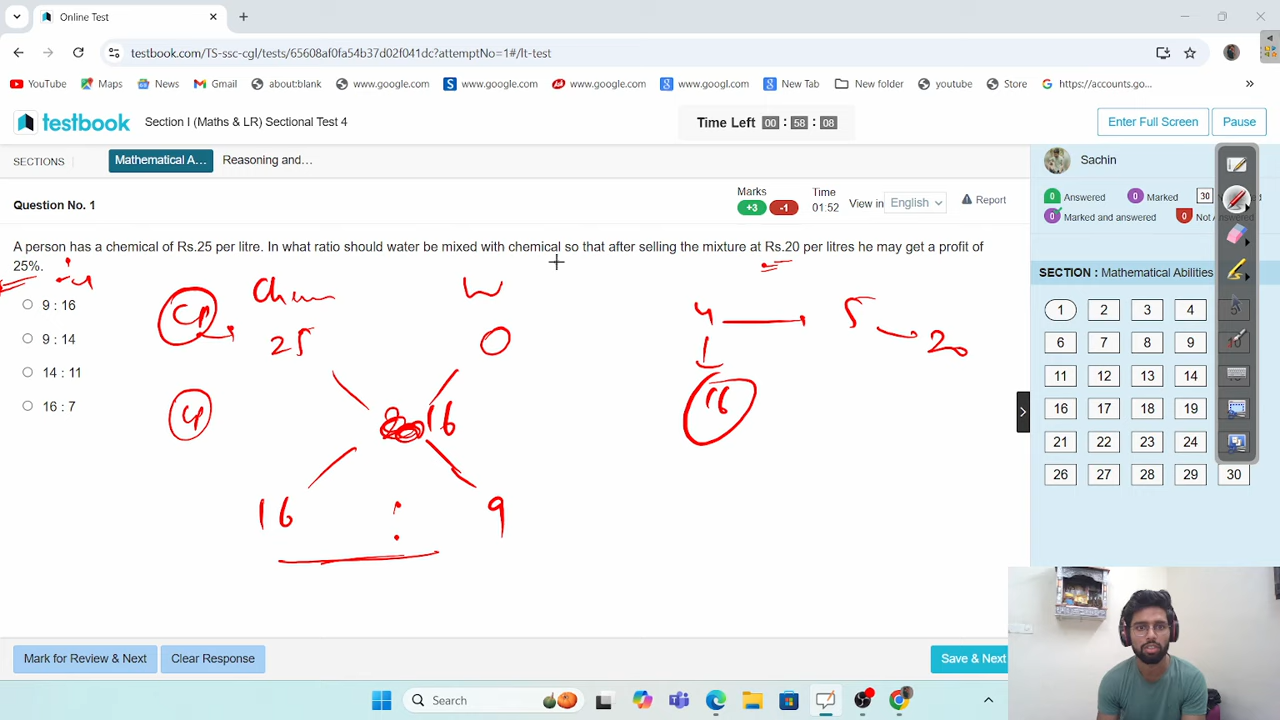 Online Test
testbook.com/TS-ssc-cgl/tests/65608af0fa54b37d02f041dc?attemptNo=1#/lt-test
YouTube Maps News Gmail about:blank www.google.com www.google.com www.google.com www.googl.com New Tab New folder youtube Store https://accounts.go...
testbook Section I (Maths & LR) Sectional Test 4 Time Left 00 : 58 : 08 Enter Full Screen Pause
SECTIONS Mathematical A... Reasoning and... Sachin
Question No. 1 Marks +3 -1 Time 01:52 View in English Report
0 Answered 0 Marked 30
0 Marked and answered 0 Not
A person has a chemical of Rs.25 per litre. In what ratio should water be mixed with chemical so that after selling the mixture at Rs.20 per litres he may get a profit of
25%.
SECTION : Mathematical Abilities
9 : 16
9 : 14
14 : 11
16 : 7
CP Chem W
25 0
4 5 20
4 16 16
16 : 9
1 2 3 4 5
6 7 8 9 10
11 12 13 14
16 17 18 19
21 22 23 24
26 27 28 29 30
Mark for Review & Next Clear Response Save & Next
Search